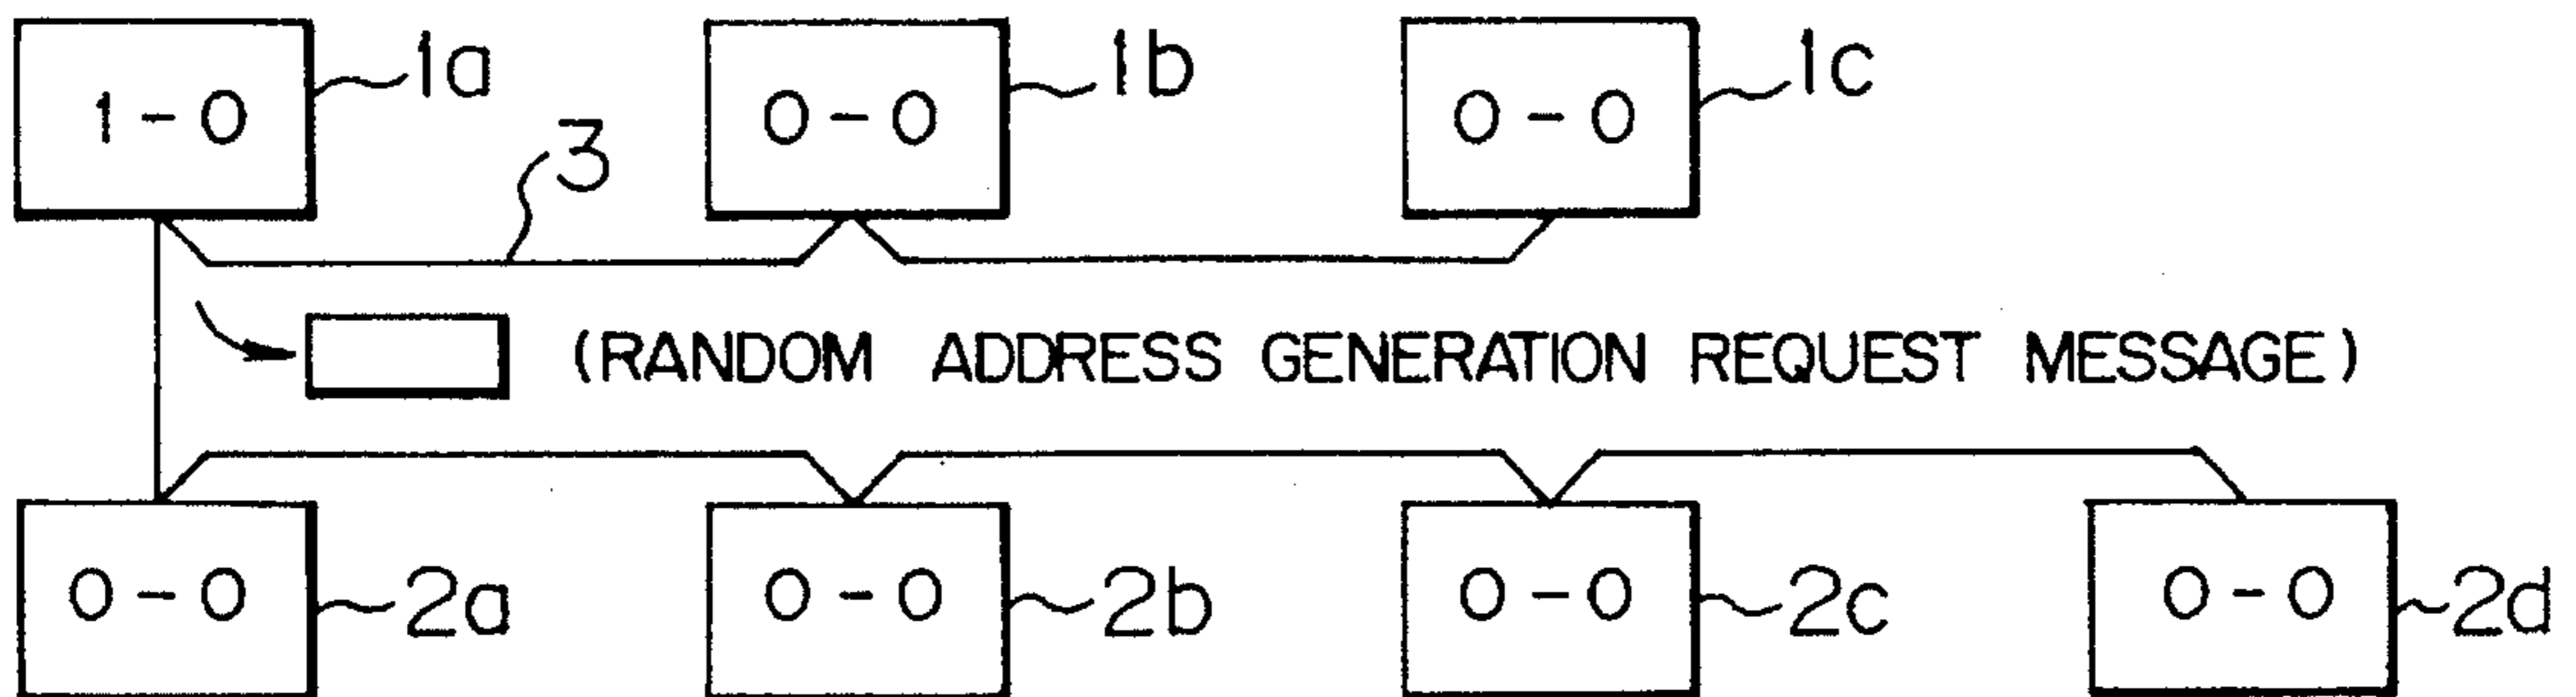 1-0 1a 0-0 1b 0-0 1c
3
(RANDOM ADDRESS GENERATION REQUEST MESSAGE)
0-0 2a 0-0 2b 0-0 2c 0-0 2d